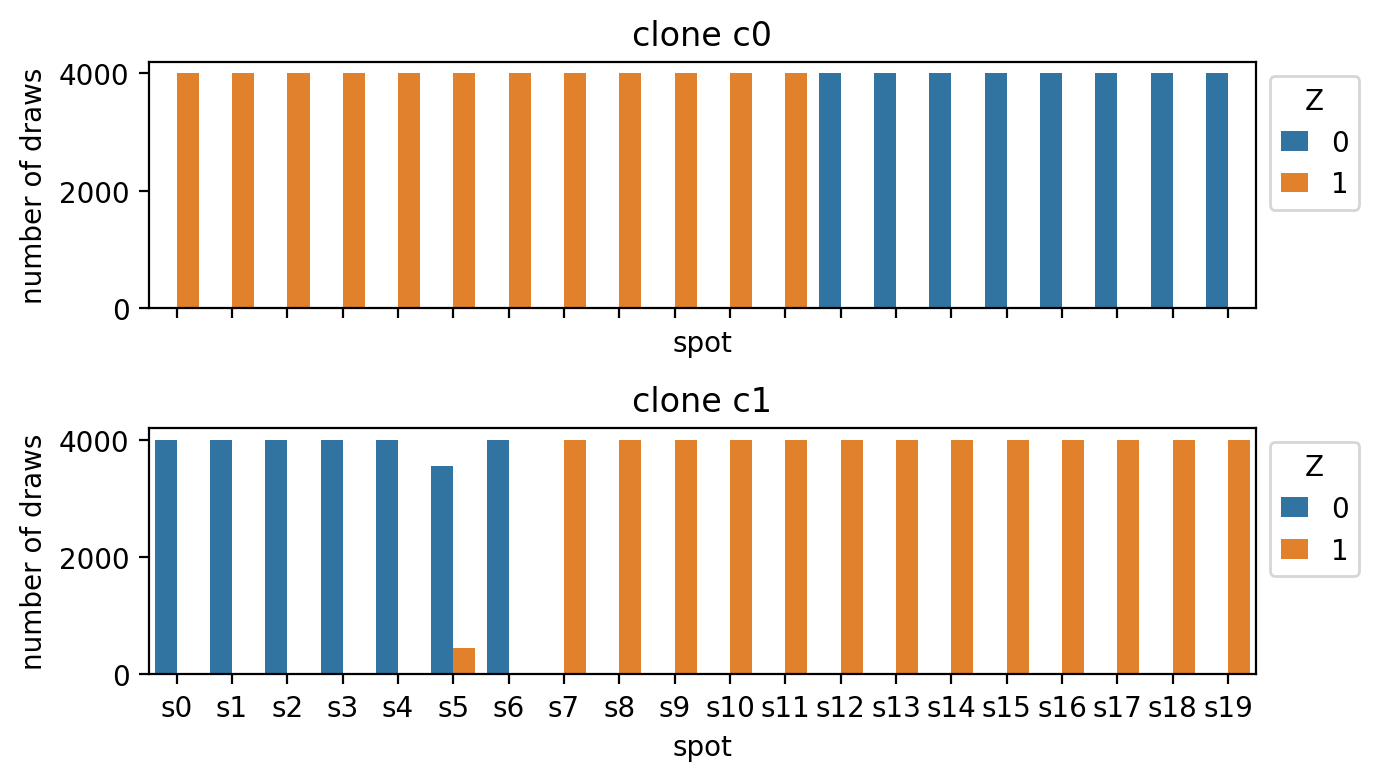 clone c0
number of draws
4000
2000
0
spot
Z
0
1
clone c1
number of draws
4000
2000
0
s0 s1 s2 s3 s4 s5 s6 s7 s8 s9 s10 s11 s12 s13 s14 s15 s16 s17 s18 s19
spot
Z
0
1